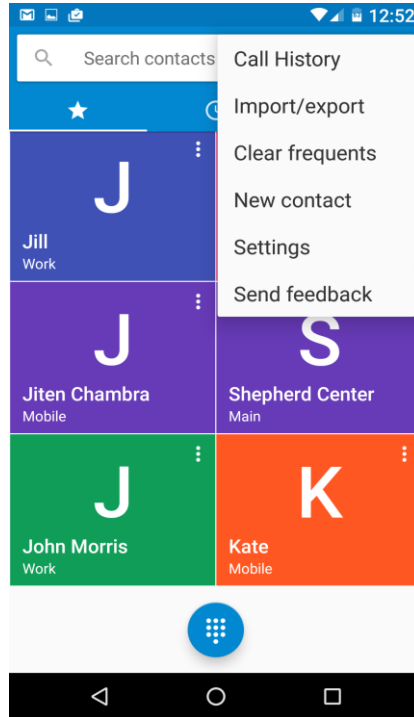 12:52
Search contacts
Call History
Import/export
Clear frequents
New contact
Settings
Send feedback
J
Jill
Work
J
Jiten Chambra
Mobile
S
Shepherd Center
Main
J
John Morris
Work
K
Kate
Mobile